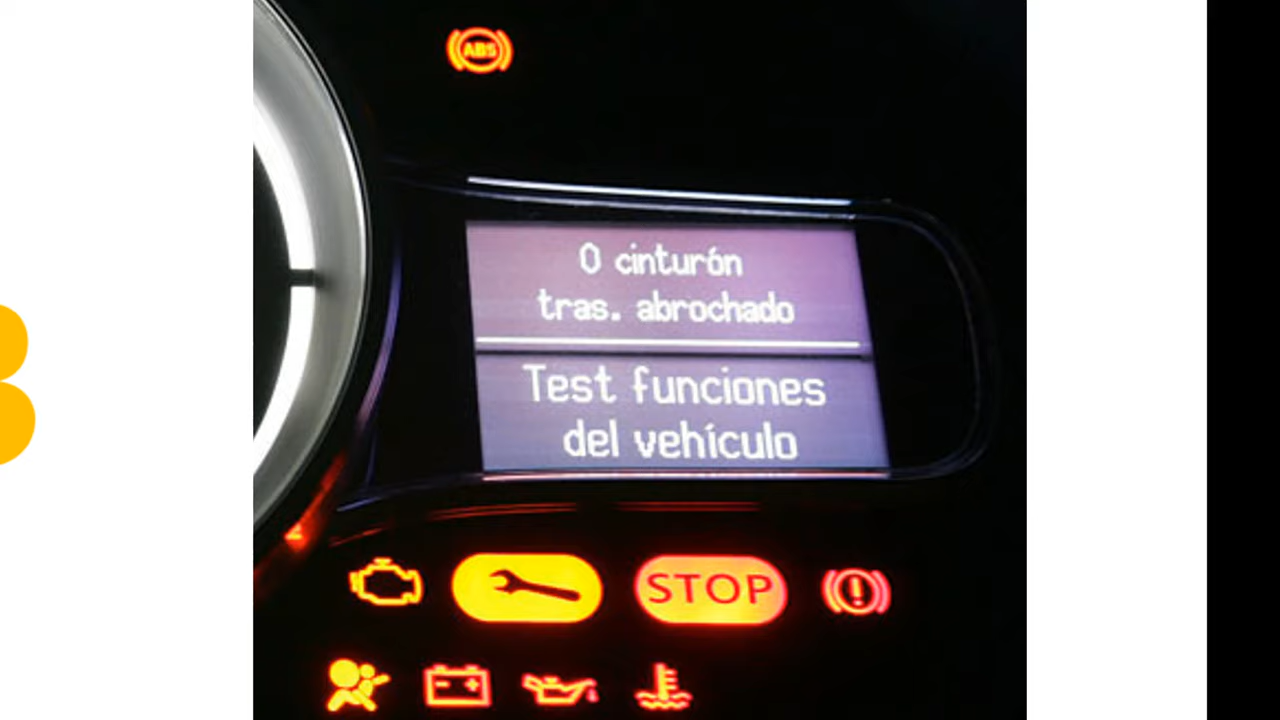 ABS
0 cinturón
tras. abrochado
Test funciones
del vehículo
STOP